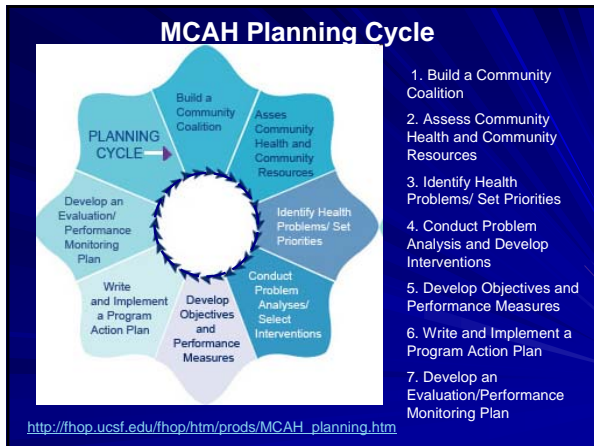 MCAH Planning Cycle
PLANNING
CYCLE
Build a
Community
Coalition
Asses
Community
Health and
Community
Resources
Identify Health
Problems/ Set
Priorities
Conduct
Problem
Analyses/
Select
Interventions
Develop
Objectives
and
Performance
Measures
Write
and Implement
a Program
Action Plan
Develop an
Evaluation/
Performance
Monitoring
Plan
1. Build a Community
Coalition
2. Assess Community
Health and Community
Resources
3. Identify Health
Problems/ Set Priorities
4. Conduct Problem
Analysis and Develop
Interventions
5. Develop Objectives and
Performance Measures
6. Write and Implement a
Program Action Plan
7. Develop an
Evaluation/Performance
Monitoring Plan
http://fhop.ucsf.edu/fhop/htm/prods/MCAH_planning.htm